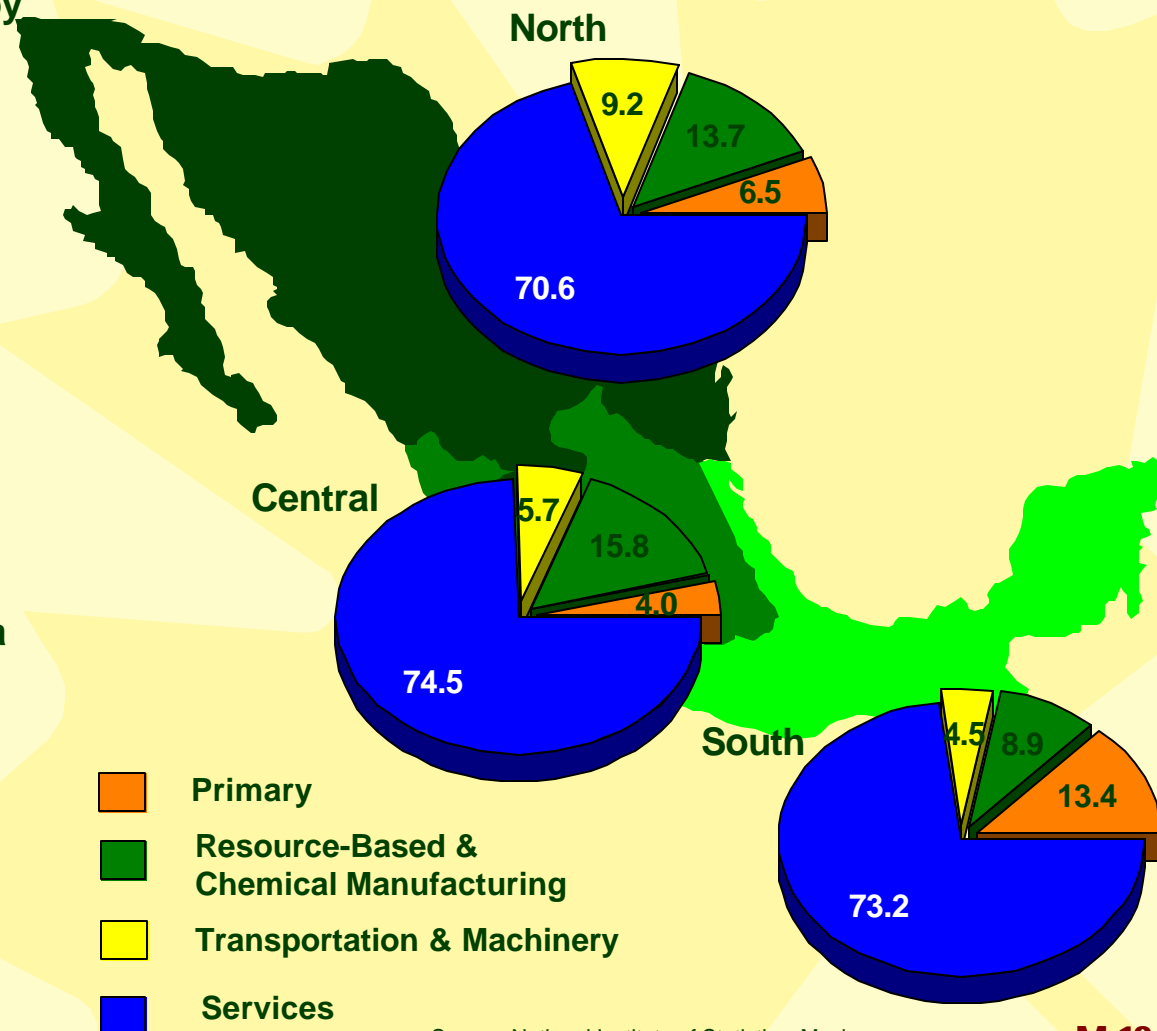 North
9.2
13.7
6.5
70.6
Central
5.7
15.8
4.0
74.5
South
4.5
8.9
13.4
73.2
Primary
Resource-Based &
Chemical Manufacturing
Transportation & Machinery
Services